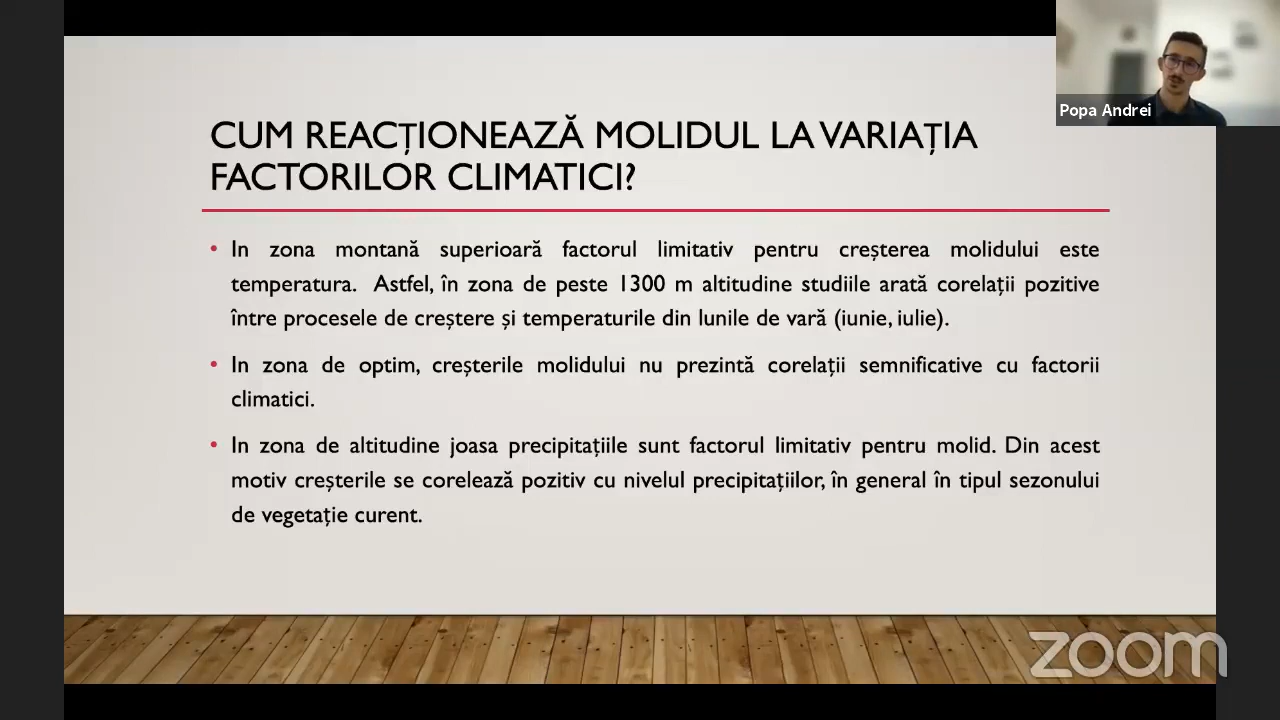 Popa Andrei
CUM REACȚIONEAZĂ MOLIDUL LA VARIAȚIA
FACTORILOR CLIMATICI?
• In zona montană superioară factorul limitativ pentru creșterea molidului este
temperatura. Astfel, în zona de peste 1300 m altitudine studiile arată corelații pozitive
între procesele de creștere și temperaturile din lunile de vară (iunie, iulie).
• In zona de optim, creșterile molidului nu prezintă corelații semnificative cu factorii
climatici.
• In zona de altitudine joasa precipitațiile sunt factorul limitativ pentru molid. Din acest
motiv creșterile se corelează pozitiv cu nivelul precipitațiilor, în general în tipul sezonului
de vegetație curent.
zoom